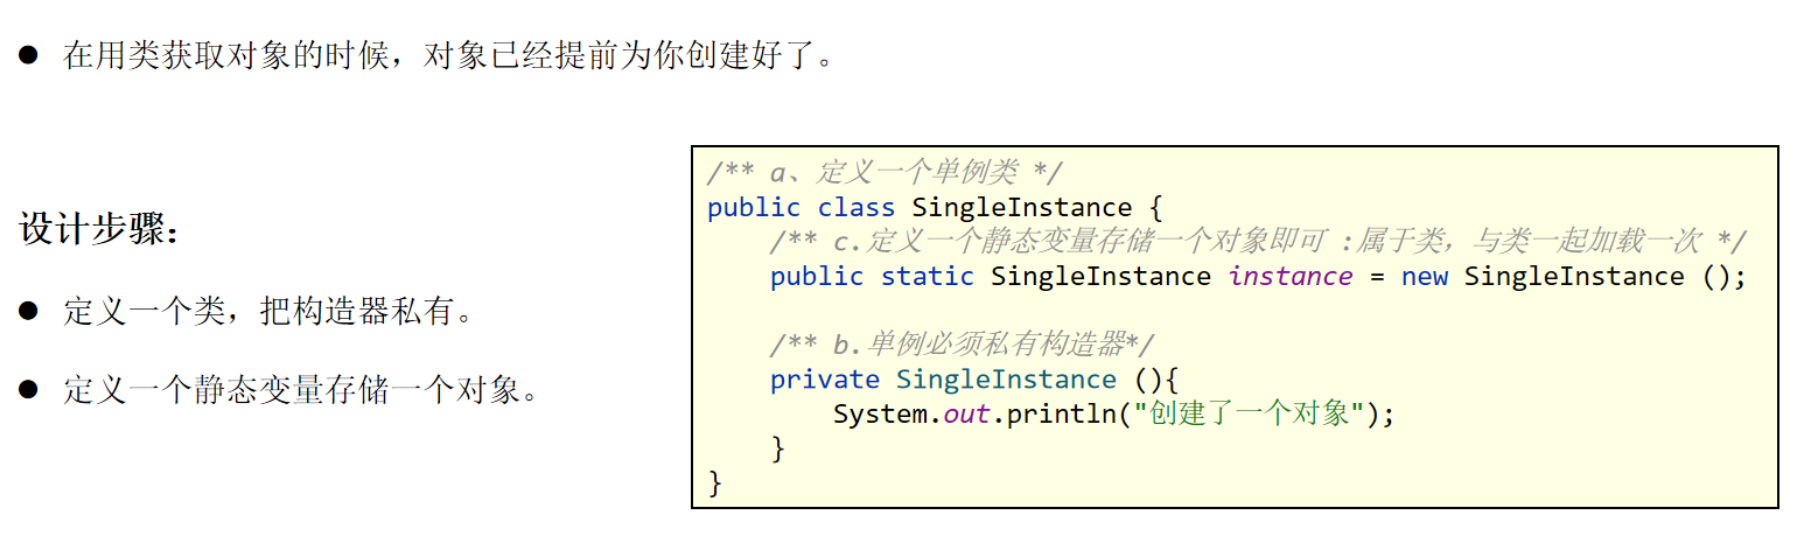 ● 在用类获取对象的时候，对象已经提前为你创建好了。
设计步骤：
● 定义一个类，把构造器私有。
● 定义一个静态变量存储一个对象。
/** a、定义一个单例类 */
public class SingleInstance {
    /** c.定义一个静态变量存储一个对象即可 :属于类，与类一起加载一次 */
    public static SingleInstance instance = new SingleInstance ();
    /** b.单例必须私有构造器*/
    private SingleInstance (){
        System.out.println("创建了一个对象");
    }
}